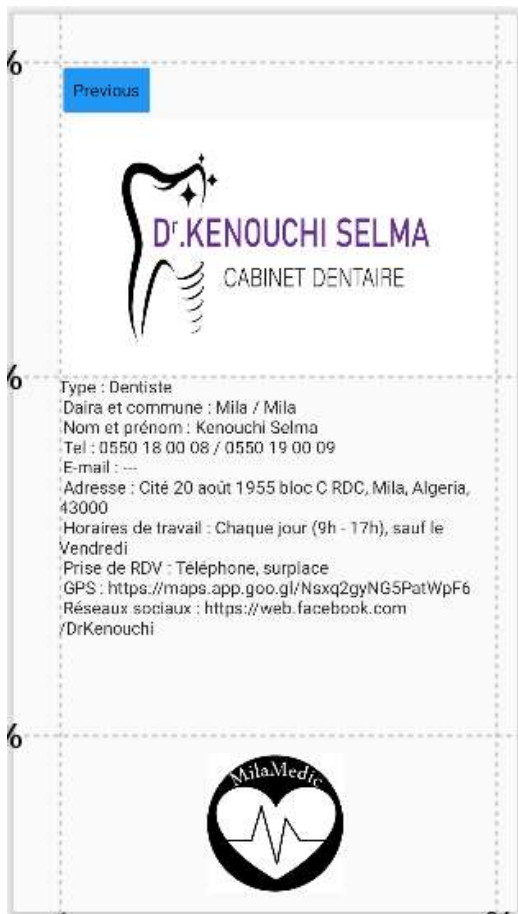 %
Previous
Dr.KENOUCHI SELMA
CABINET DENTAIRE
%
Type : Dentiste
Daira et commune : Mila / Mila
Nom et prénom : Kenouchi Selma
Tel : 0550 18 00 08 / 0550 19 00 09
E-mail : ---
Adresse : Cité 20 août 1955 bloc C RDC, Mila, Algeria,
43000
Horaires de travail : Chaque jour (9h - 17h), sauf le
Vendredi
Prise de RDV : Téléphone, surplace
GPS : https://maps.app.goo.gl/Nsxq2gyNG5PatWpF6
Réseaux sociaux : https://web.facebook.com
/DrKenouchi
%
MilaMedic